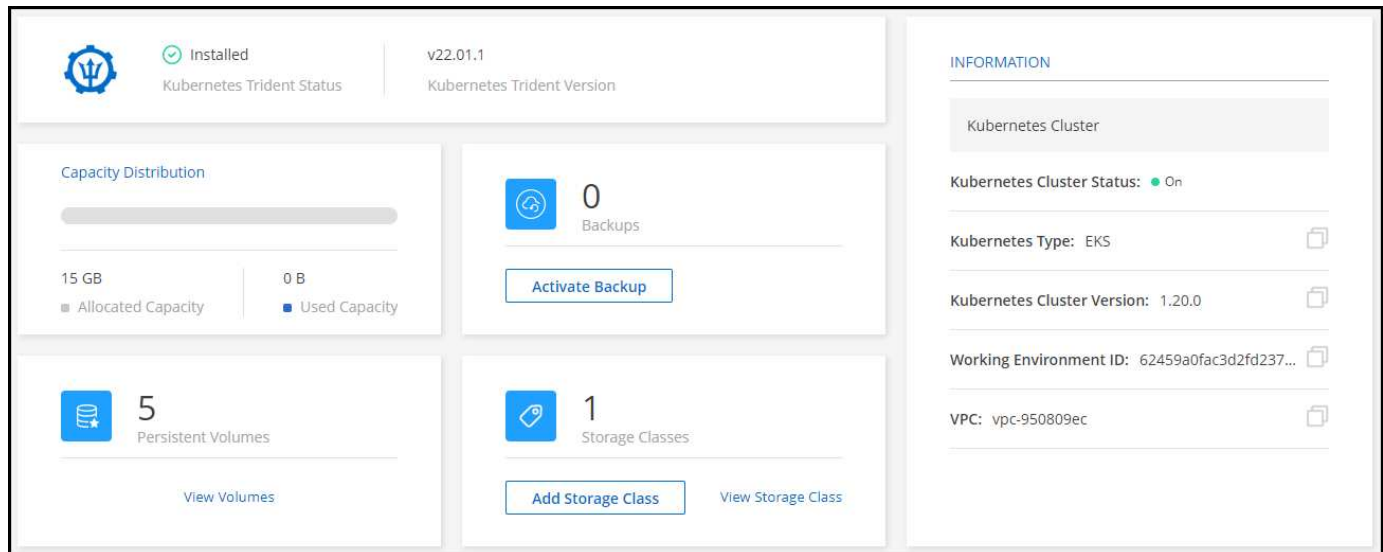 Installed
Kubernetes Trident Status
v22.01.1
Kubernetes Trident Version
Capacity Distribution
15 GB
Allocated Capacity
0 B
Used Capacity
0
Backups
Activate Backup
5
Persistent Volumes
View Volumes
1
Storage Classes
Add Storage Class
View Storage Class
INFORMATION
Kubernetes Cluster
Kubernetes Cluster Status: On
Kubernetes Type: EKS
Kubernetes Cluster Version: 1.20.0
Working Environment ID: 62459a0fac3d2fd237...
VPC: vpc-950809ec